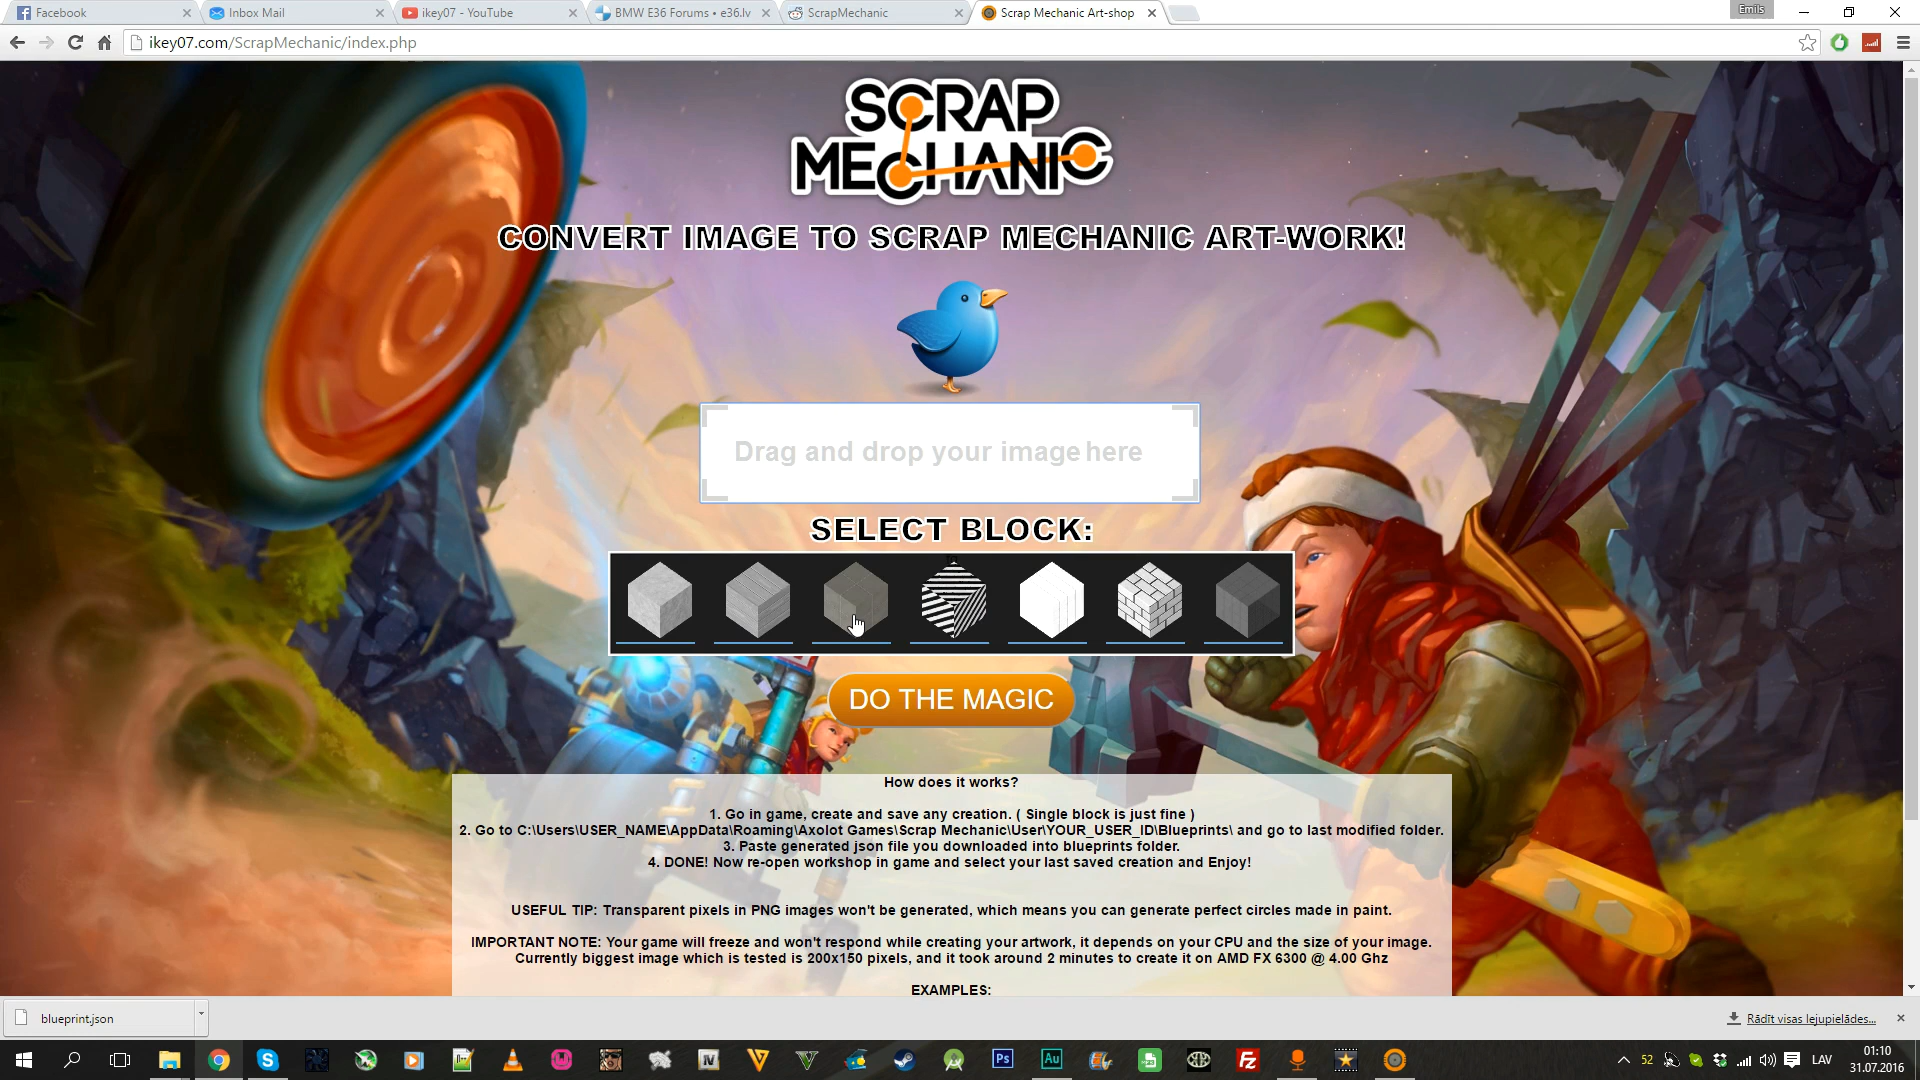 Facebook
Inbox Mail
ikey07 - YouTube
BMW E36 Forums • e36.lv
ScrapMechanic
Scrap Mechanic Art-shop
Emils
ikey07.com/ScrapMechanic/index.php
SCRAP
MECHANIC
CONVERT IMAGE TO SCRAP MECHANIC ART-WORK!
Drag and drop your image here
SELECT BLOCK:
DO THE MAGIC
How does it works?
1. Go in game, create and save any creation. ( Single block is just fine )
2. Go to C:\Users\USER_NAME\AppData\Roaming\Axolot Games\Scrap Mechanic\User\YOUR_USER_ID\Blueprints\ and go to last modified folder.
3. Paste generated json file you downloaded into blueprints folder.
4. DONE! Now re-open workshop in game and select your last saved creation and Enjoy!
USEFUL TIP: Transparent pixels in PNG images won't be generated, which means you can generate perfect circles made in paint.
IMPORTANT NOTE: Your game will freeze and won't respond while creating your artwork, it depends on your CPU and the size of your image.
Currently biggest image which is tested is 200x150 pixels, and it took around 2 minutes to create it on AMD FX 6300 @ 4.00 Ghz
EXAMPLES:
blueprint.json
Rādīt visas lejupielādes...
Ps
Au
Fz
52
LAV
01:10
31.07.2016